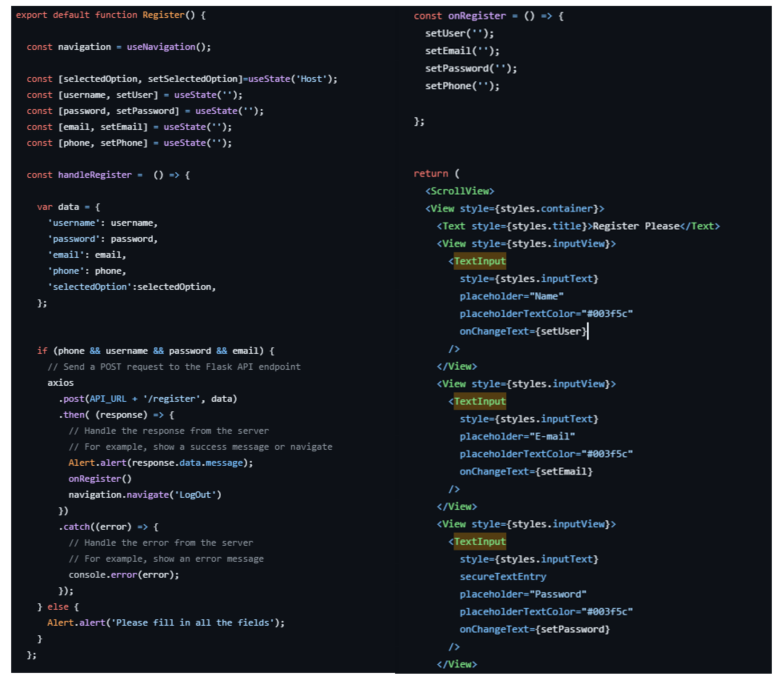 export default function Register() {
const navigation = useNavigation();
const [selectedOption, setSelectedOption]=useState('Host');
const [username, setUser] = useState('');
const [password, setPassword] = useState('');
const [email, setEmail] = useState('');
const [phone, setPhone] = useState('');
const handleRegister =  () => {
var data = {
'username': username,
'password': password,
'email': email,
'phone': phone,
'selectedOption':selectedOption,
};
if (phone && username && password && email) {
// Send a POST request to the Flask API endpoint
axios
.post(API_URL + '/register', data)
.then( (response) => {
// Handle the response from the server
// For example, show a success message or navigate
Alert.alert(response.data.message);
onRegister()
navigation.navigate('LogOut')
})
.catch((error) => {
// Handle the error from the server
// For example, show an error message
console.error(error);
});
} else {
Alert.alert('Please fill in all the fields');
}
};
const onRegister = () => {
setUser('');
setEmail('');
setPassword('');
setPhone('');
};
return (
<ScrollView>
<View style={styles.container}>
<Text style={styles.title}>Register Please</Text>
<View style={styles.inputView}>
<TextInput
style={styles.inputText}
placeholder="Name"
placeholderTextColor="#003f5c"
onChangeText={setUser}
/>
</View>
<View style={styles.inputView}>
<TextInput
style={styles.inputText}
placeholder="E-mail"
placeholderTextColor="#003f5c"
onChangeText={setEmail}
/>
</View>
<View style={styles.inputView}>
<TextInput
style={styles.inputText}
secureTextEntry
placeholder="Password"
placeholderTextColor="#003f5c"
onChangeText={setPassword}
/>
</View>